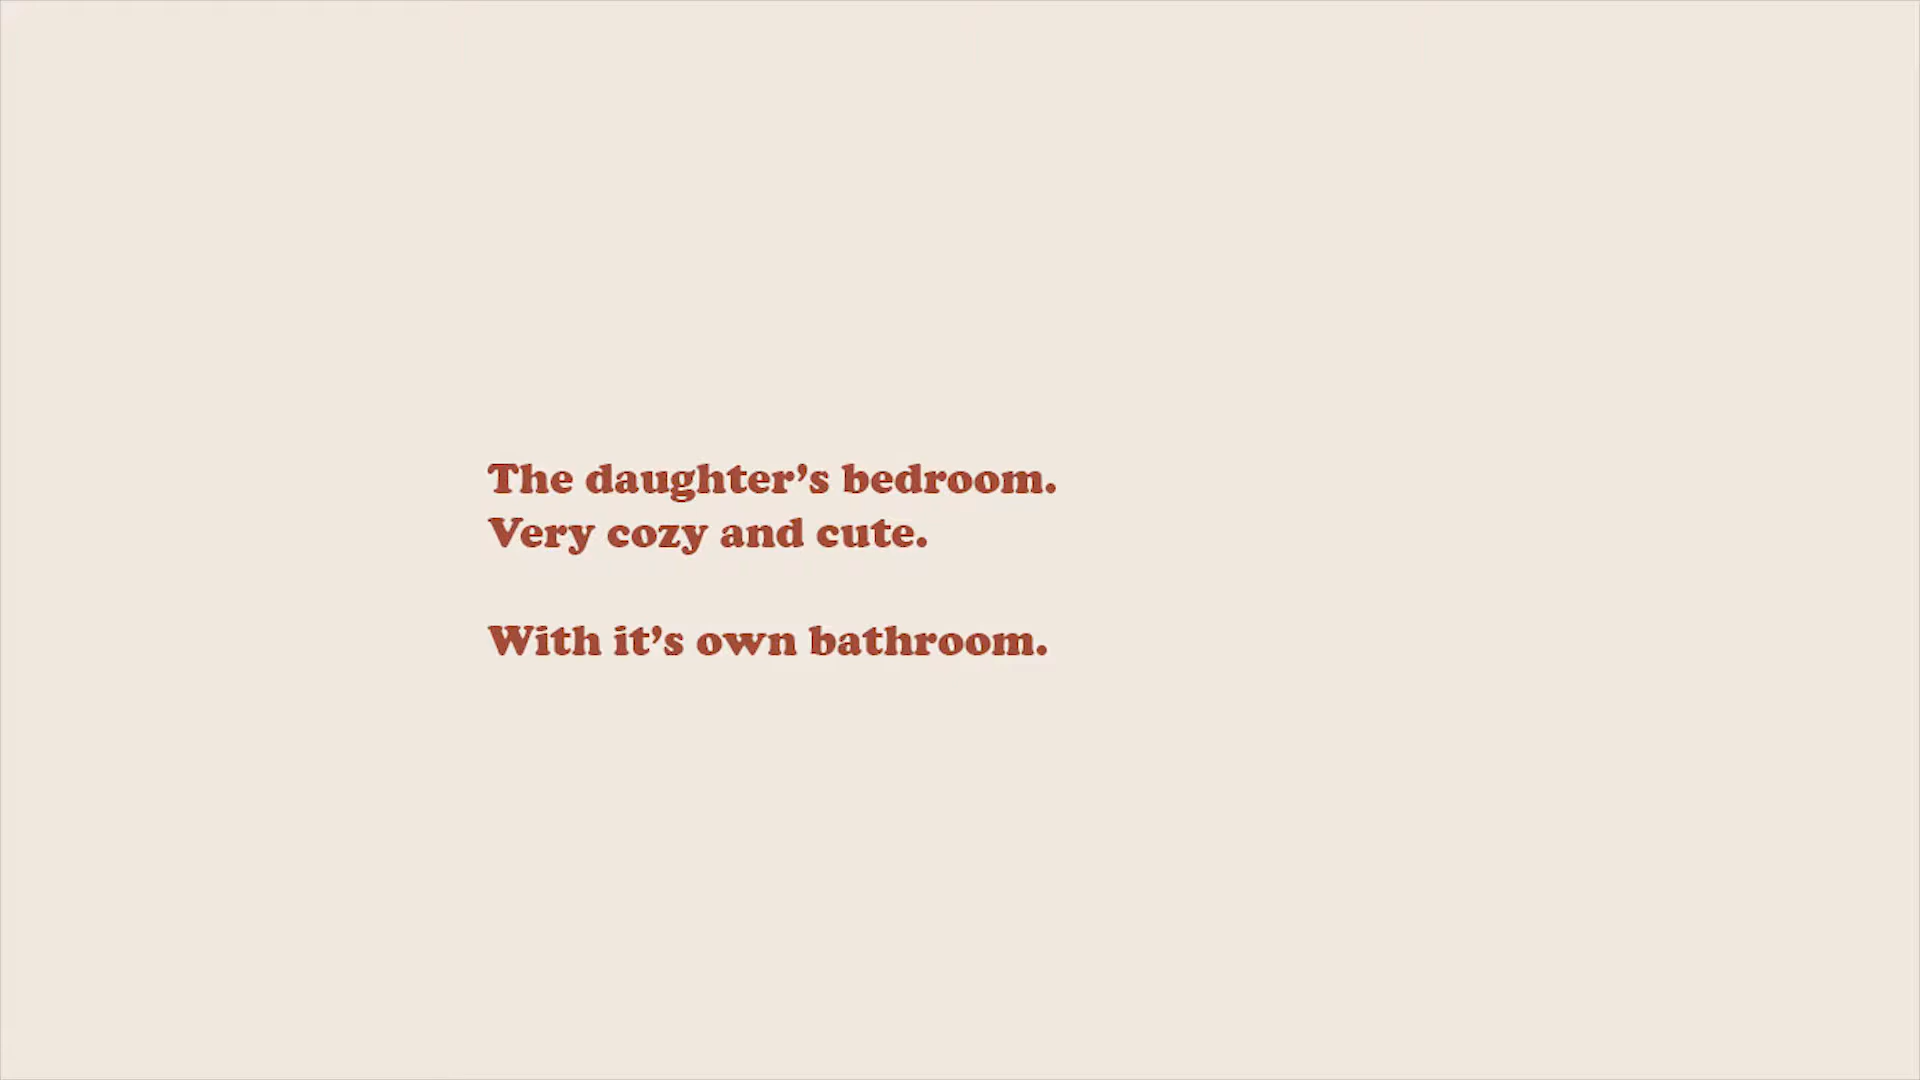 The daughter’s bedroom.
Very cozy and cute.
With it’s own bathroom.